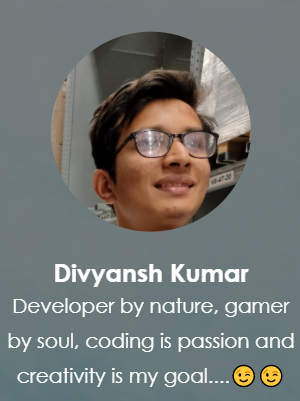 Divyansh Kumar
Developer by nature, gamer
by soul, coding is passion and
creativity is my goal....😉😉